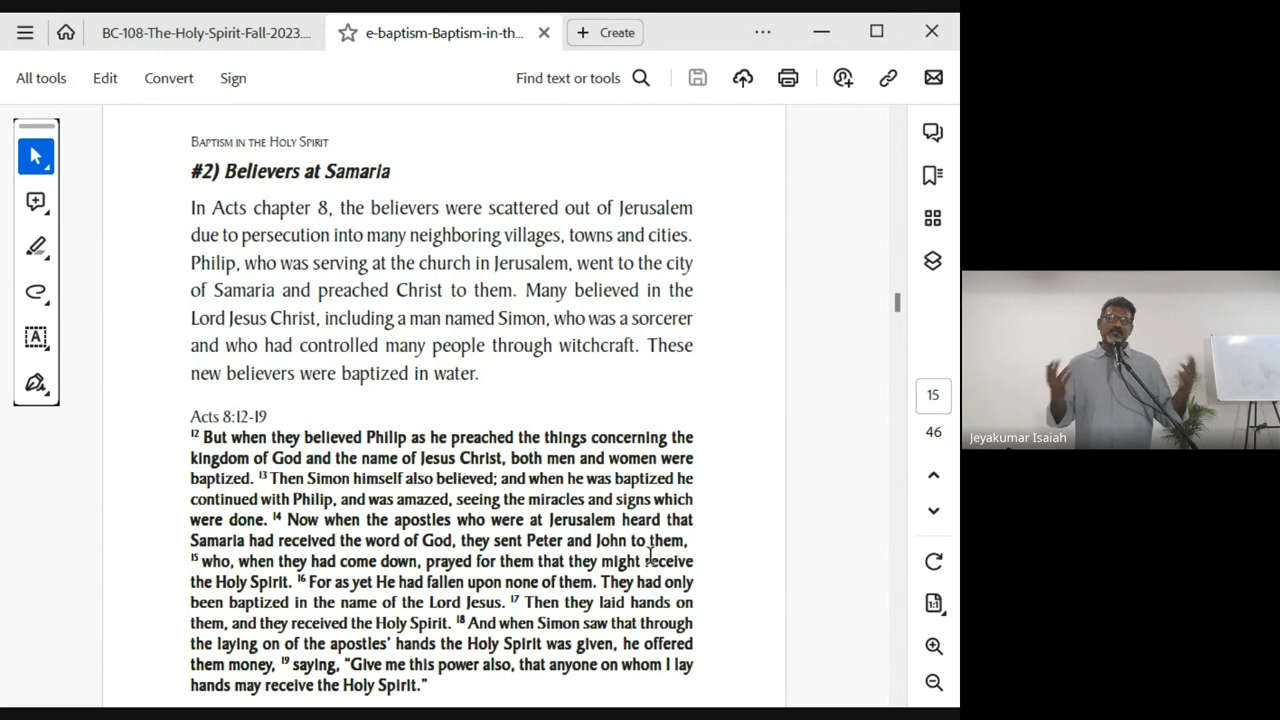 BC-108-The-Holy-Spirit-Fall-2023....
e-baptism-Baptism-in-th...
Create
All tools
Edit
Convert
Sign
Find text or tools
BAPTISM IN THE HOLY SPIRIT
#2) Believers at Samaria
In Acts chapter 8, the believers were scattered out of Jerusalem
due to persecution into many neighboring villages, towns and cities.
Philip, who was serving at the church in Jerusalem, went to the city
of Samaria and preached Christ to them. Many believed in the
Lord Jesus Christ, including a man named Simon, who was a sorcerer
and who had controlled many people through witchcraft. These
new believers were baptized in water.
Acts 8:12-19
12 But when they believed Philip as he preached the things concerning the
kingdom of God and the name of Jesus Christ, both men and women were
baptized. 13 Then Simon himself also believed; and when he was baptized he
continued with Philip, and was amazed, seeing the miracles and signs which
were done. 14 Now when the apostles who were at Jerusalem heard that
Samaria had received the word of God, they sent Peter and John to them,
15 who, when they had come down, prayed for them that they might receive
the Holy Spirit. 16 For as yet He had fallen upon none of them. They had only
been baptized in the name of the Lord Jesus. 17 Then they laid hands on
them, and they received the Holy Spirit. 18 And when Simon saw that through
the laying on of the apostles' hands the Holy Spirit was given, he offered
them money, 19 saying, "Give me this power also, that anyone on whom I lay
hands may receive the Holy Spirit."
15
46
1:1
Jeyakumar Isaiah